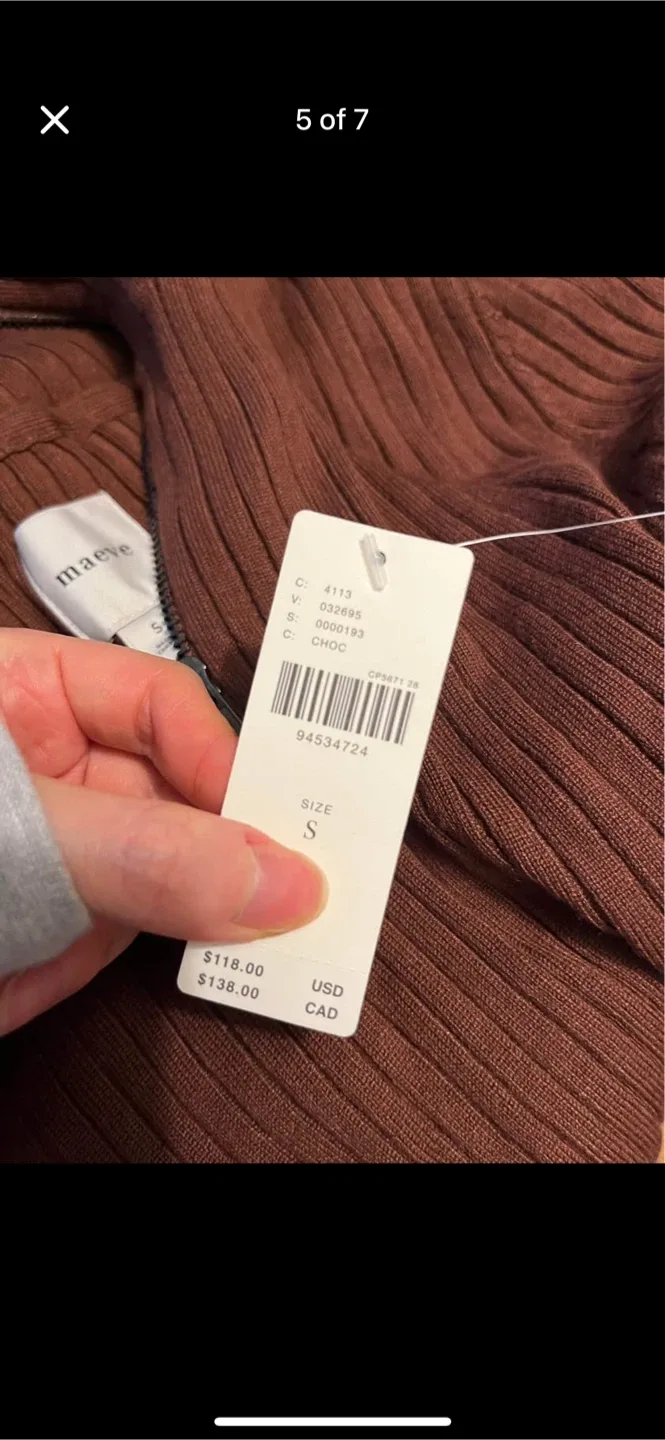 5 of 7
maeve
S
C: 4113
V: 032695
S: 0000193
C: CHOC
CP5671 28
94534724
SIZE
S
$118.00 USD
$138.00 CAD